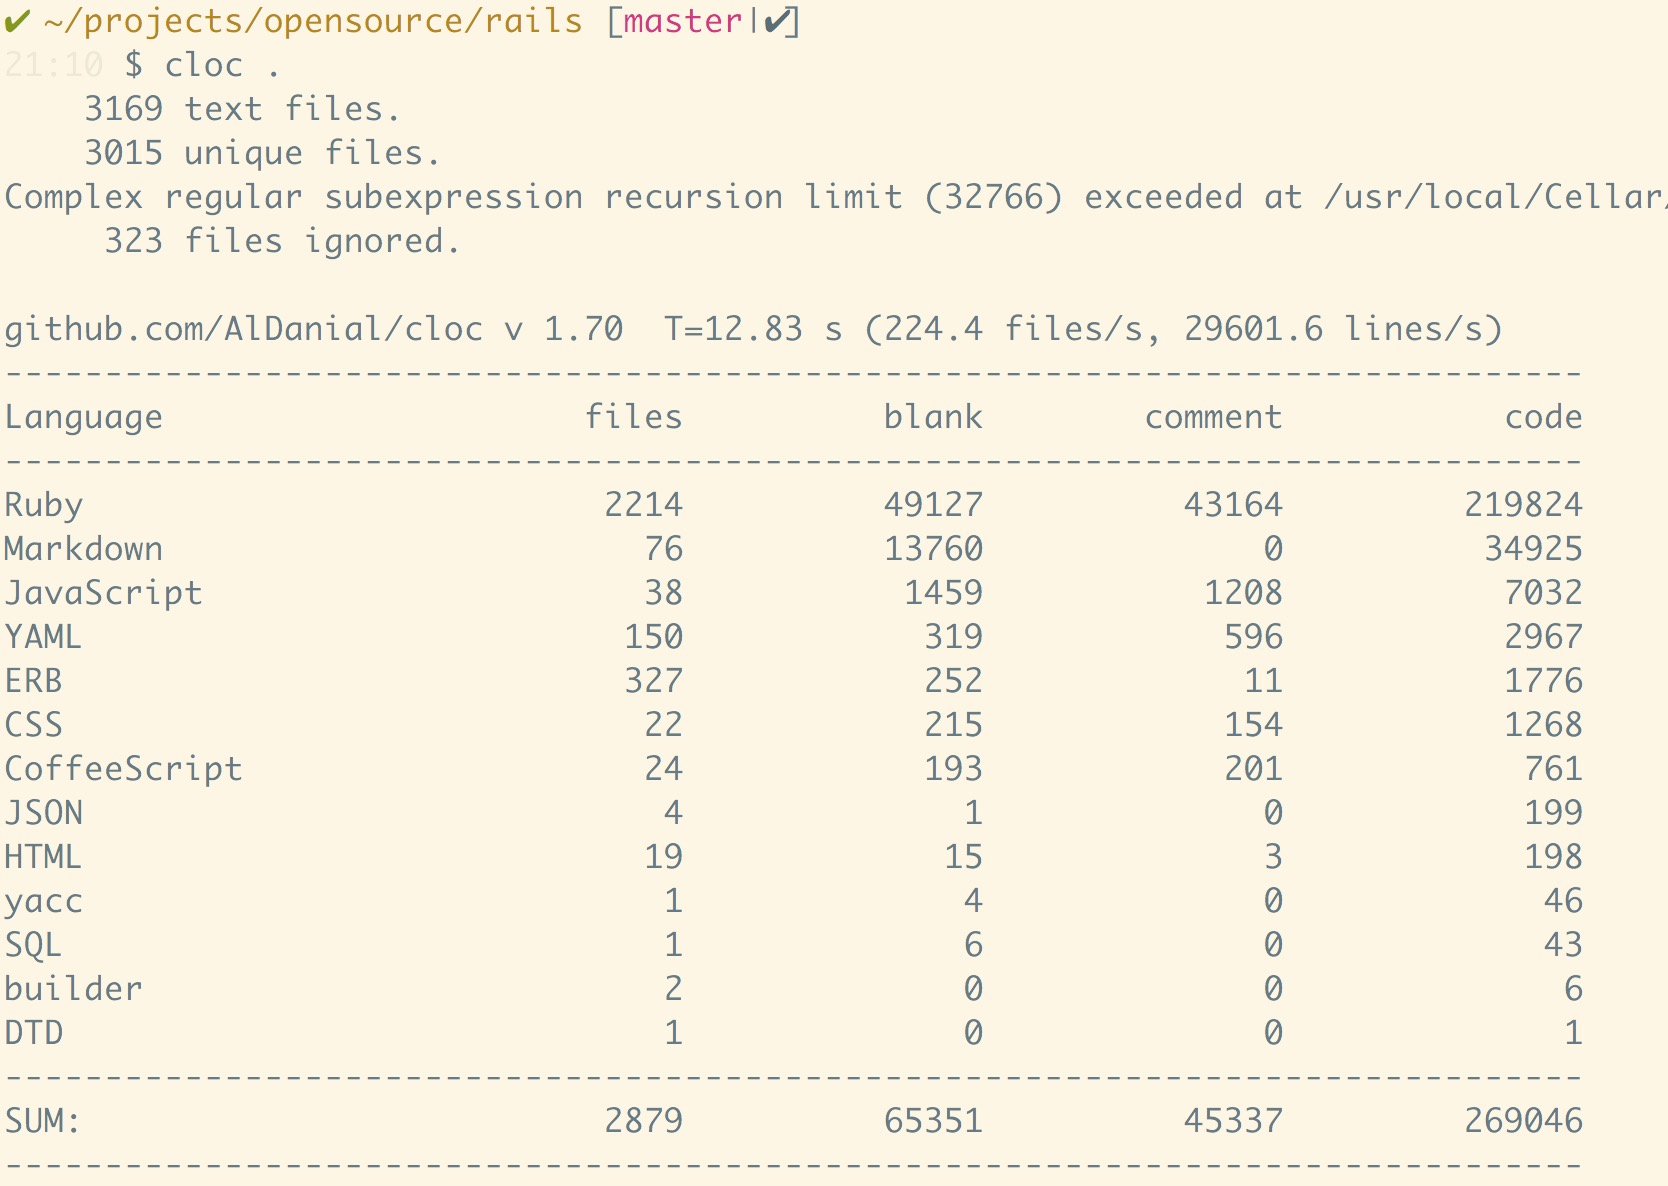 ✔ ~/projects/opensource/rails [master|✔]
21:10 $ cloc .
    3169 text files.
    3015 unique files.
Complex regular subexpression recursion limit (32766) exceeded at /usr/local/Cellar/
     323 files ignored.

github.com/AlDanial/cloc v 1.70  T=12.83 s (224.4 files/s, 29601.6 lines/s)
-------------------------------------------------------------------------------
Language                     files          blank        comment           code
-------------------------------------------------------------------------------
Ruby                          2214          49127          43164         219824
Markdown                        76          13760              0          34925
JavaScript                      38           1459           1208           7032
YAML                           150            319            596           2967
ERB                            327            252             11           1776
CSS                             22            215            154           1268
CoffeeScript                    24            193            201            761
JSON                             4              1              0            199
HTML                            19             15              3            198
yacc                             1              4              0             46
SQL                              1              6              0             43
builder                          2              0              0              6
DTD                              1              0              0              1
-------------------------------------------------------------------------------
SUM:                          2879          65351          45337         269046
-------------------------------------------------------------------------------